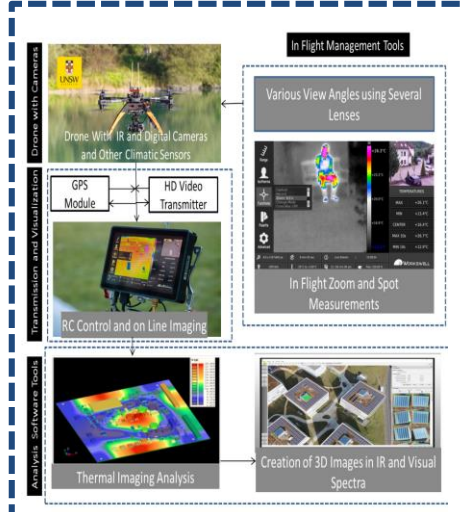 In Flight Management Tools
UNSW
Drone with Cameras
Drone With IR and Digital Cameras
and Other Climatic Sensors
Various View Angles using Several
Lenses
Transmission and Visualization
GPS
Module
HD Video
Transmitter
RC Control and on Line Imaging
WORKSWELL
In Flight Zoom and Spot
Measurements
Analysis Software Tools
Thermal Imaging Analysis
Creation of 3D Images in IR and Visual
Spectra